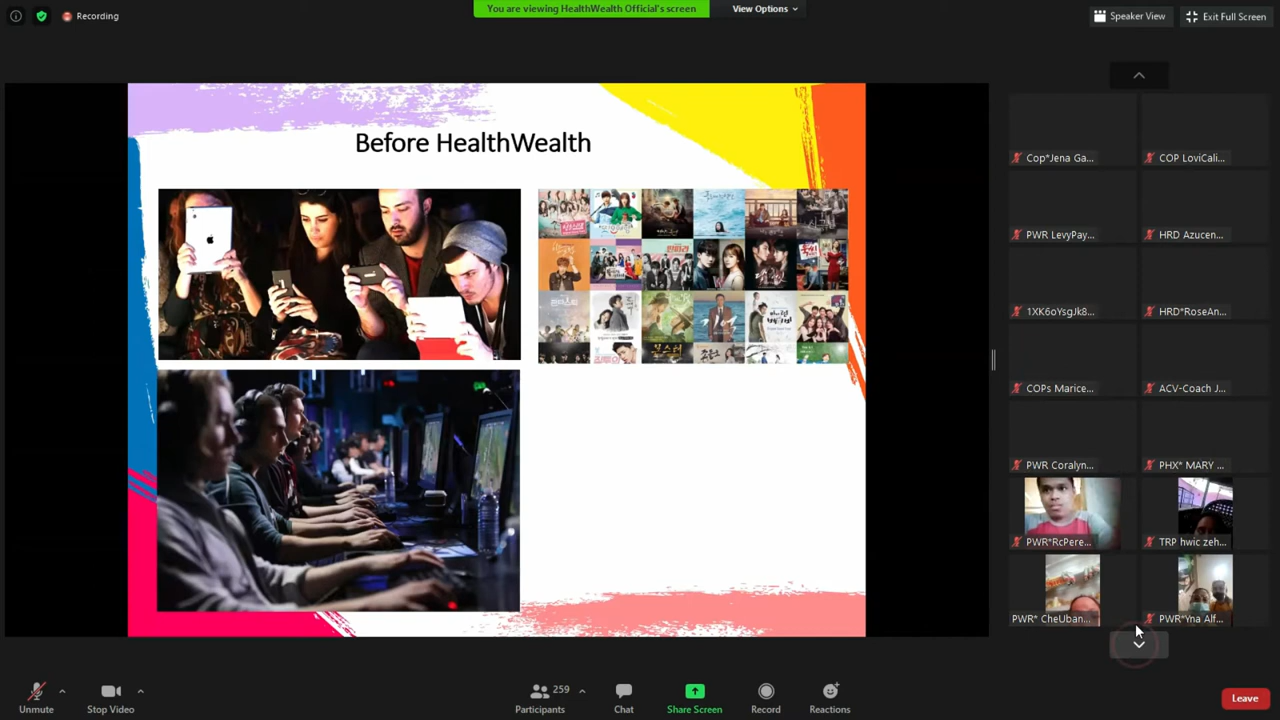 Recording
You are viewing HealthWealth Official's screen
View Options
Speaker View
Exit Full Screen
Before HealthWealth
Cop*Jena Ga...
COP LoviCali...
PWR LevyPay...
HRD Azucen...
1XK6oYsgJk8...
HRD*RoseAn...
COPs Marice...
ACV-Coach J...
PWR Coralyn...
PHX* MARY ...
PWR*RcPere...
TRP hwic zeh...
PWR* CheUban...
PWR*Yna Alf...
Unmute
Stop Video
259
Participants
Chat
Share Screen
Record
Reactions
Leave